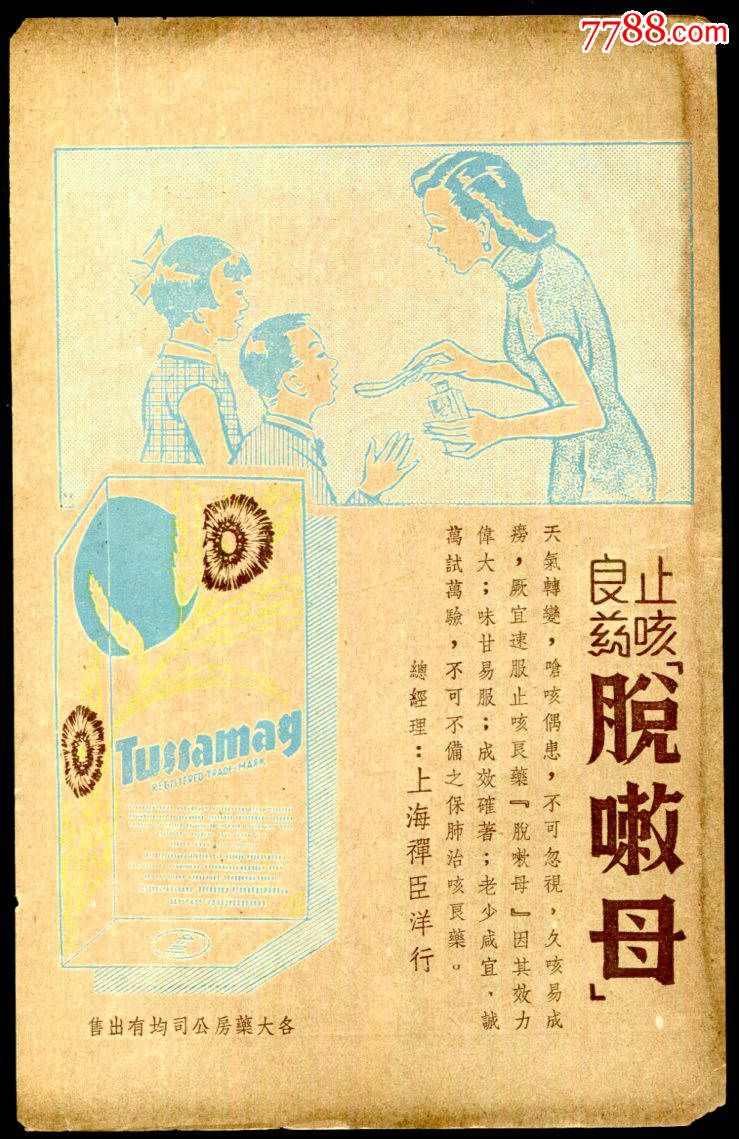 7788.com
止咳
良药
「脫嗽母」
天氣轉變，嗆咳偶患，不可忽視，久咳易成
癆，厥宜速服止咳良藥『脫嗽母』因其效力
偉大；味甘易服；成效確著；老少咸宜．誠
萬試萬驗，不可不備之保肺治咳良藥。
總經理：上海禪臣洋行
Tussamag
REGISTERED TRADE-MARK
各大藥房公司均有出售